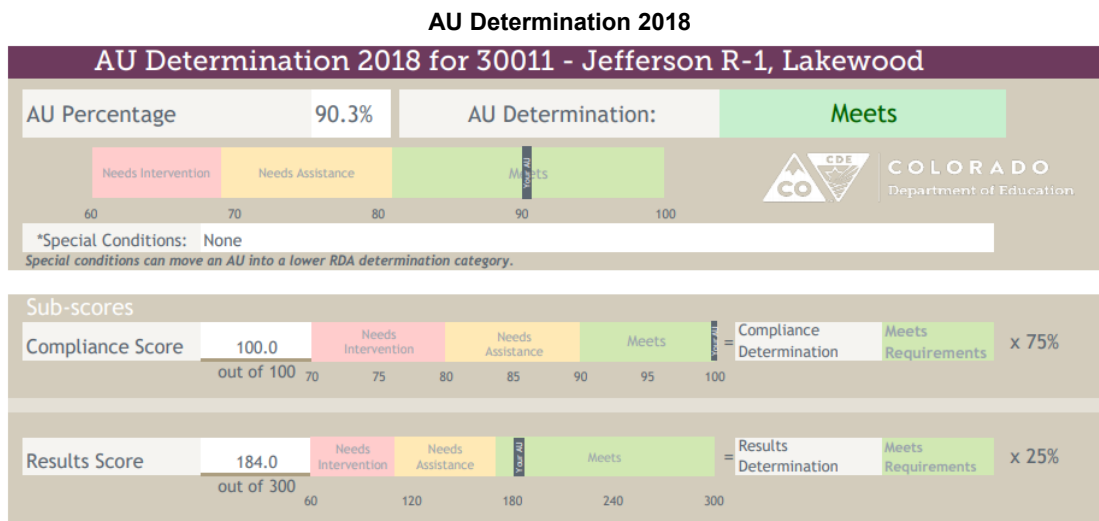 AU Determination 2018
AU Determination 2018 for 30011 - Jefferson R-1, Lakewood
AU Percentage 90.3% AU Determination: Meets
Needs Intervention Needs Assistance Meets Your AU
60 70 80 90 100
CO CDE COLORADO
Department of Education
*Special Conditions: None
Special conditions can move an AU into a lower RDA determination category.
Sub-scores
Compliance Score 100.0
out of 100
Needs Intervention Needs Assistance Meets Your AU
70 75 80 85 90 95 100
= Compliance Determination Meets Requirements x 75%
Results Score 184.0
out of 300
Needs Intervention Needs Assistance Your AU Meets
60 120 180 240 300
= Results Determination Meets Requirements x 25%